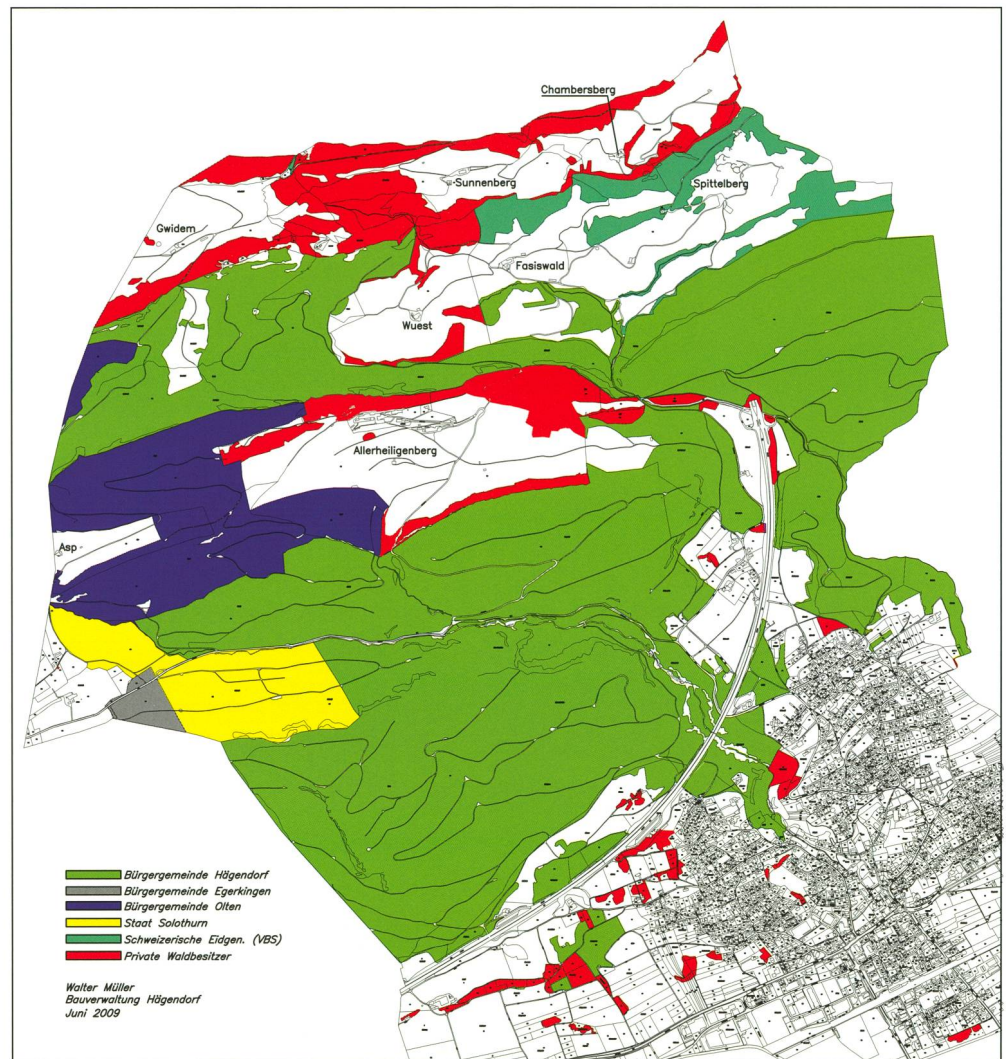 Chambersberg
Sunnenberg
Spittelberg
Gwidem
Fasiswald
Wuest
Allerheiligenberg
Asp
Bürgergemeinde Hägendorf
Bürgergemeinde Egerkingen
Bürgergemeinde Olten
Staat Solothurn
Schweizerische Eidgen. (VBS)
Private Waldbesitzer
Walter Müller
Bauverwaltung Hägendorf
Juni 2009